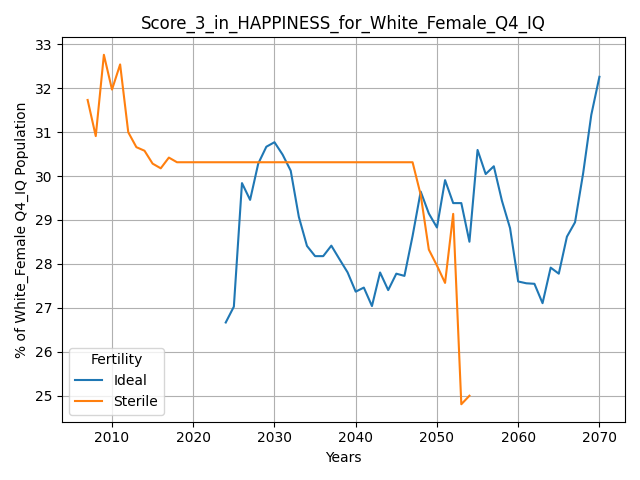 Score_3_in_HAPPINESS_for_White_Female_Q4_IQ
% of White_Female Q4_IQ Population
33
32
31
30
29
28
27
26
25
Fertility
Ideal
Sterile
2010 2020 2030 2040 2050 2060 2070
Years